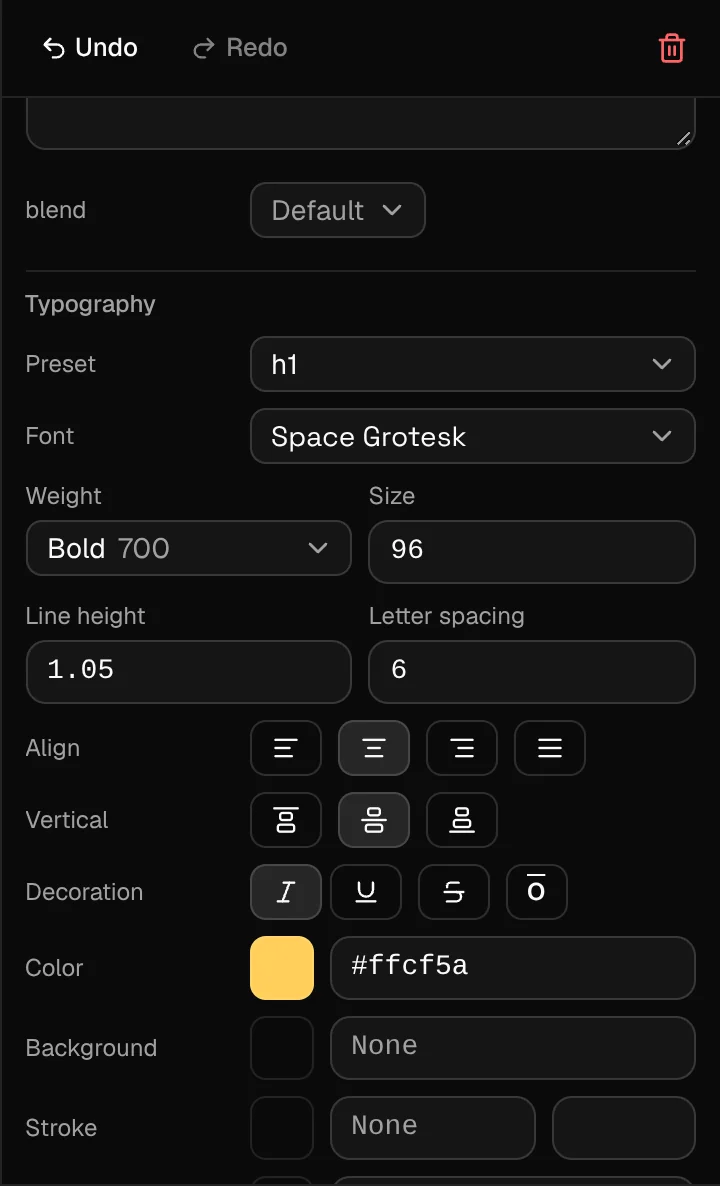 Undo Redo
blend Default
Typography
Preset h1
Font Space Grotesk
Weight Size
Bold 700 96
Line height Letter spacing
1.05 6
Align
Vertical
Decoration I U S O
Color #ffcf5a
Background None
Stroke None